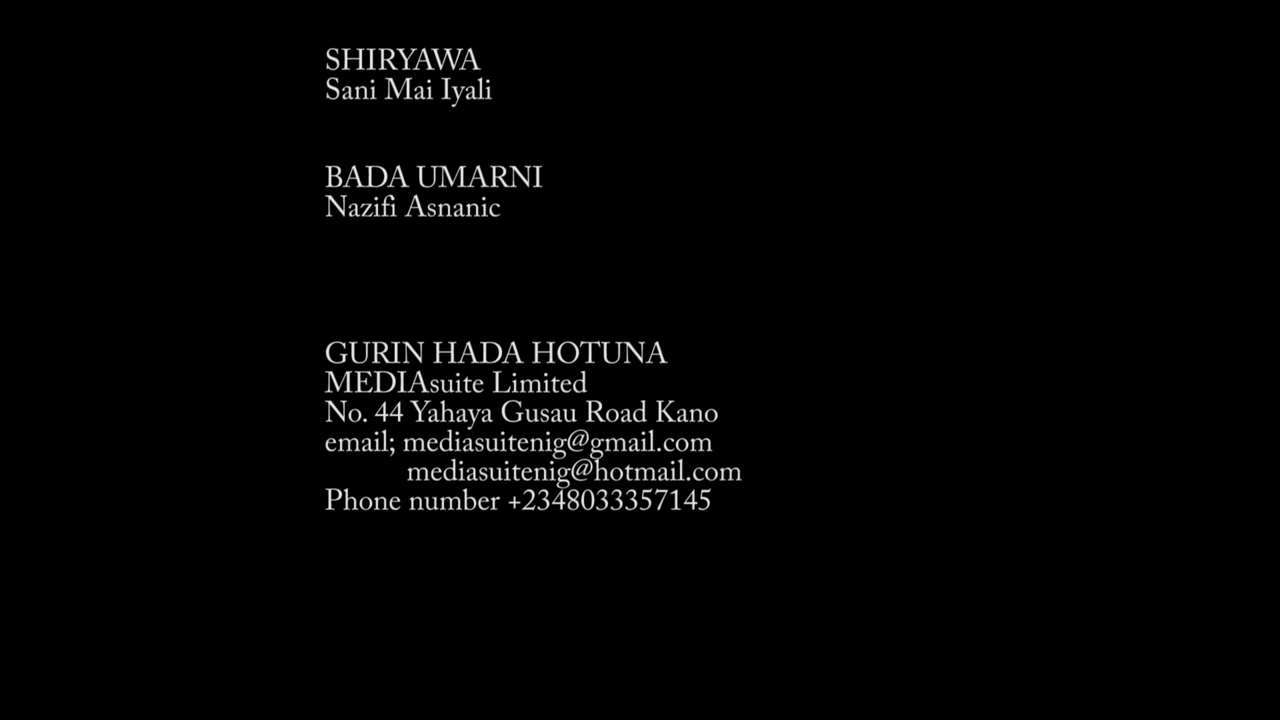 SHIRYAWA
Sani Mai Iyali
BADA UMARNI
Nazifi Asnanic
GURIN HADA HOTUNA
MEDIAsuite Limited
No. 44 Yahaya Gusau Road Kano
email; mediasuitenig@gmail.com
mediasuitenig@hotmail.com
Phone number +2348033357145